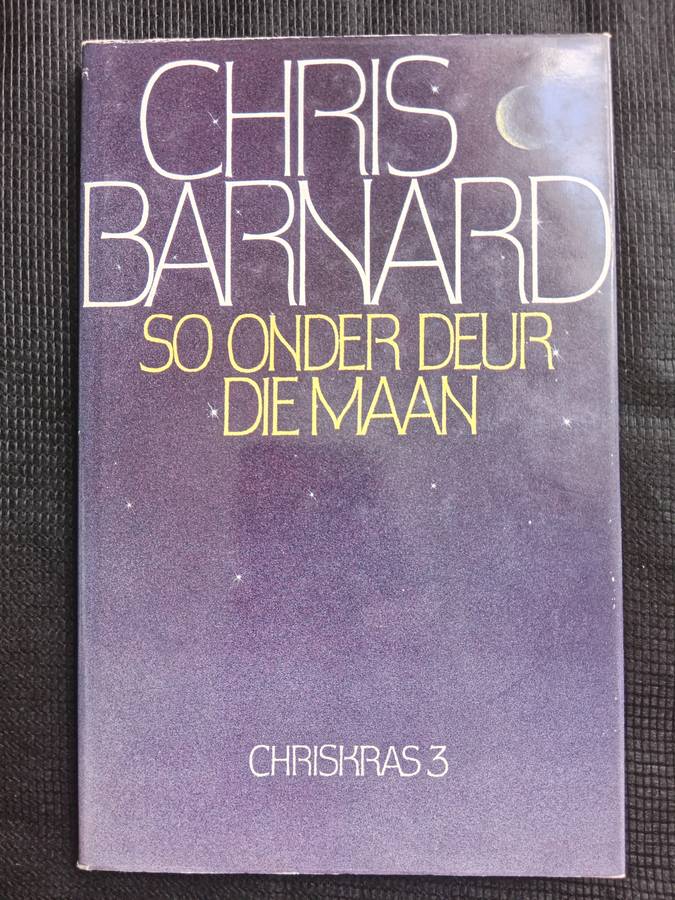 CHRIS
BARNARD
SO ONDER DEUR
DIE MAAN
CHRISKRAS 3